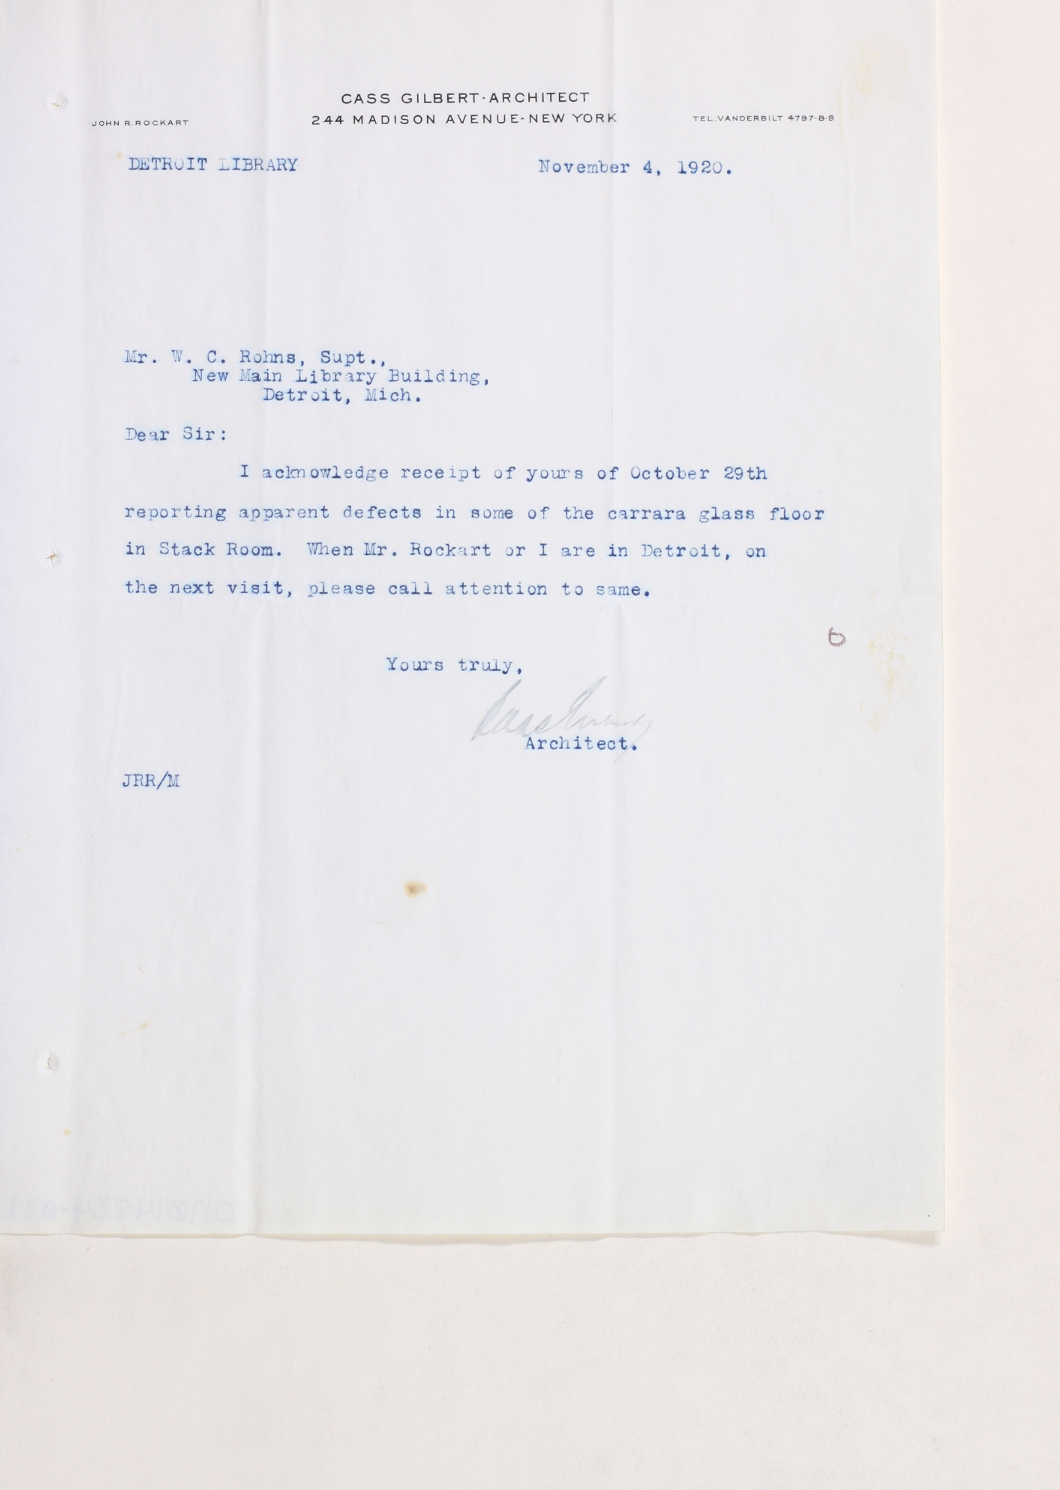 CASS GILBERT·ARCHITECT
JOHN R. ROCKART
244 MADISON AVENUE·NEW YORK
TEL. VANDERBILT 4797-8-9
DETROIT LIBRARY
November 4, 1920.
Mr. W. C. Rohns, Supt.,
New Main Library Building,
Detroit, Mich.
Dear Sir:
I acknowledge receipt of yours of October 29th
reporting apparent defects in some of the carrara glass floor
in Stack Room. When Mr. Rockart or I are in Detroit, on
the next visit, please call attention to same.
6
Yours truly,
Cass Gilbert
Architect.
JRR/M